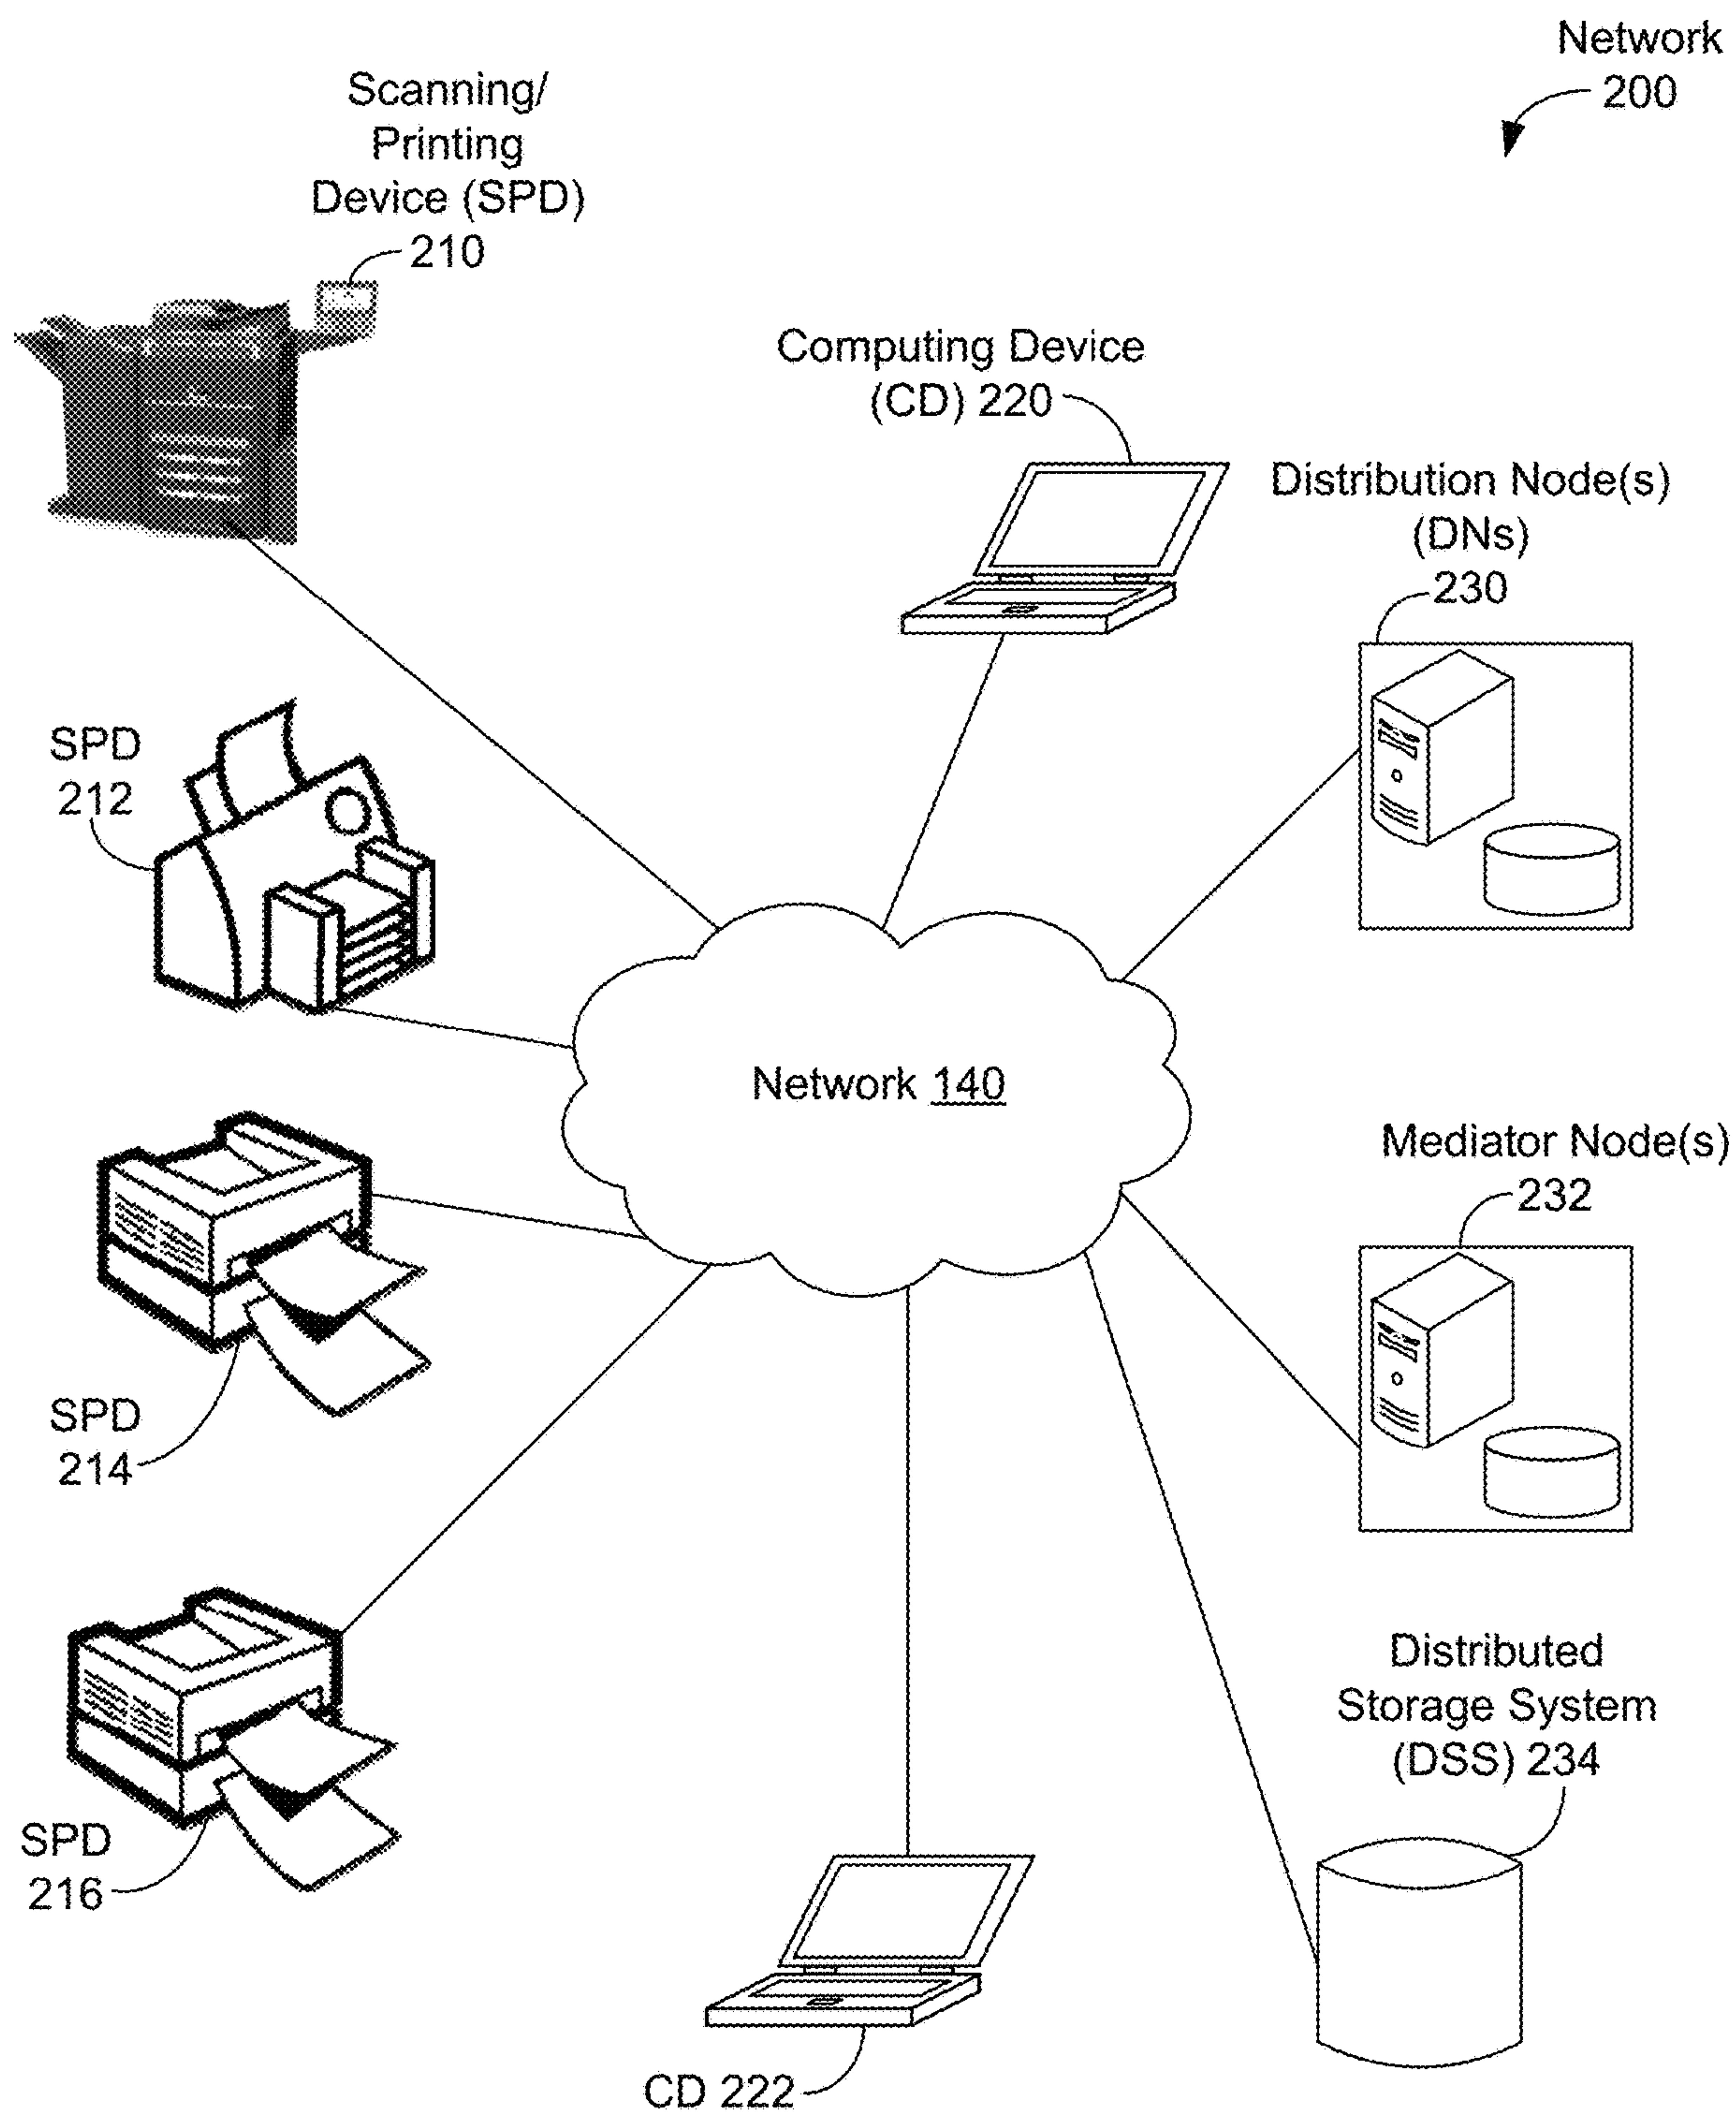 Network
200
Scanning/
Printing
Device (SPD)
210
Computing Device
(CD) 220
Distribution Node(s)
(DNs)
230
SPD
212
Network 140
Mediator Node(s)
232
SPD
214
Distributed
Storage System
(DSS) 234
SPD
216
CD 222